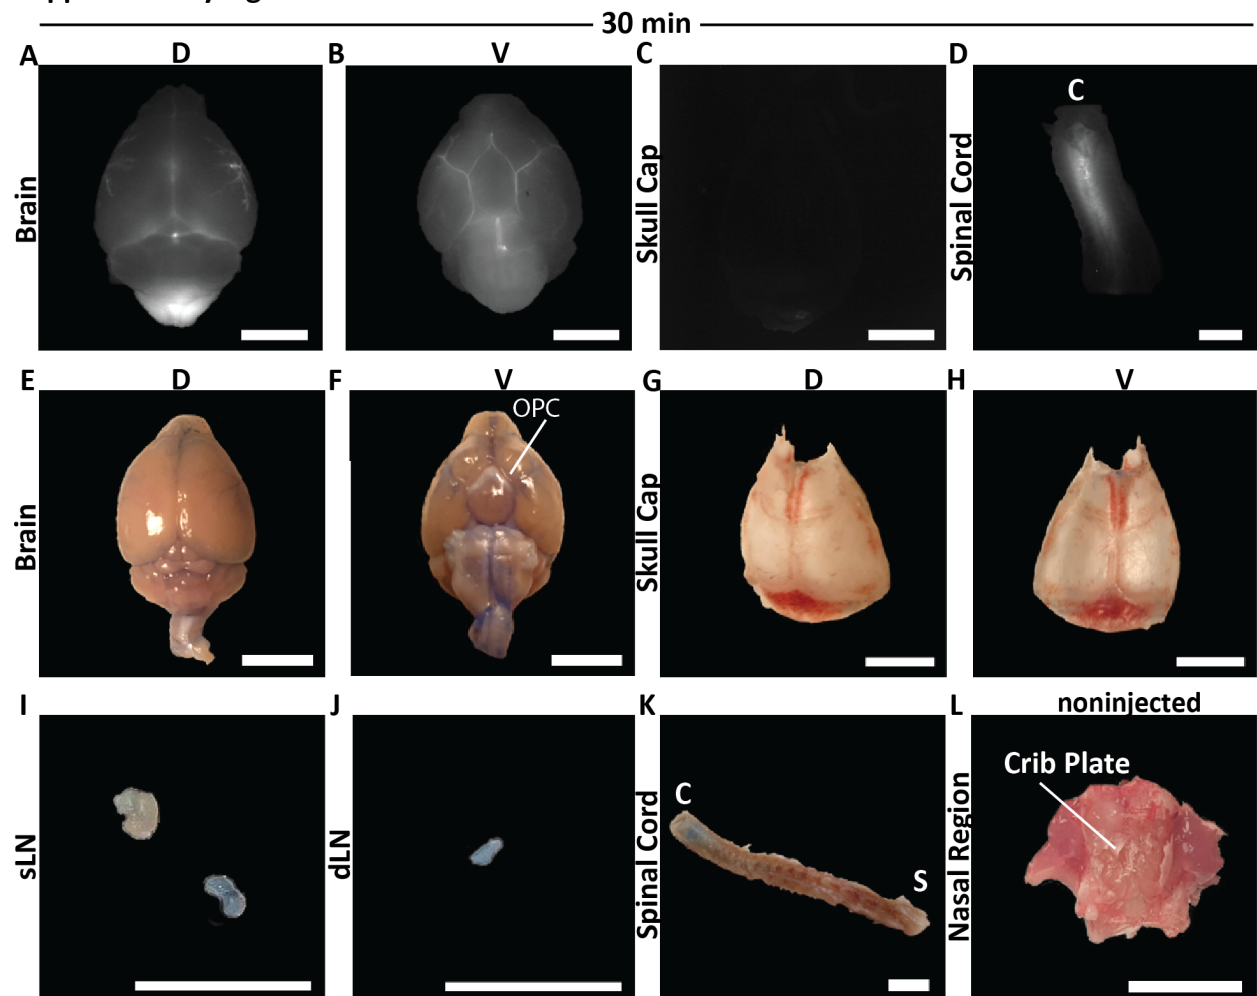 30 min
A D B V C D
Brain Skull Cap Spinal Cord C
E D F V G D H V
Brain OPC Skull Cap
I J K L noninjected
sLN dLN Spinal Cord C S Nasal Region Crib Plate